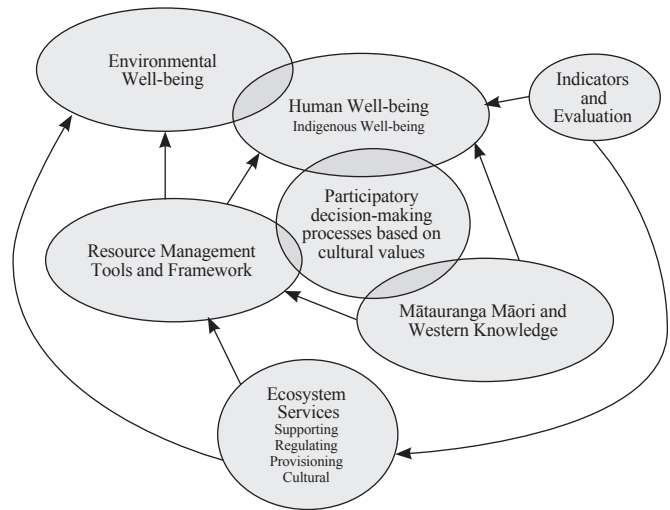 Environmental
Well-being
Human Well-being
Indigenous Well-being
Indicators
and
Evaluation
Participatory
decision-making
processes based on
cultural values
Resource Management
Tools and Framework
Mātauranga Māori and
Western Knowledge
Ecosystem
Services
Supporting
Regulating
Provisioning
Cultural